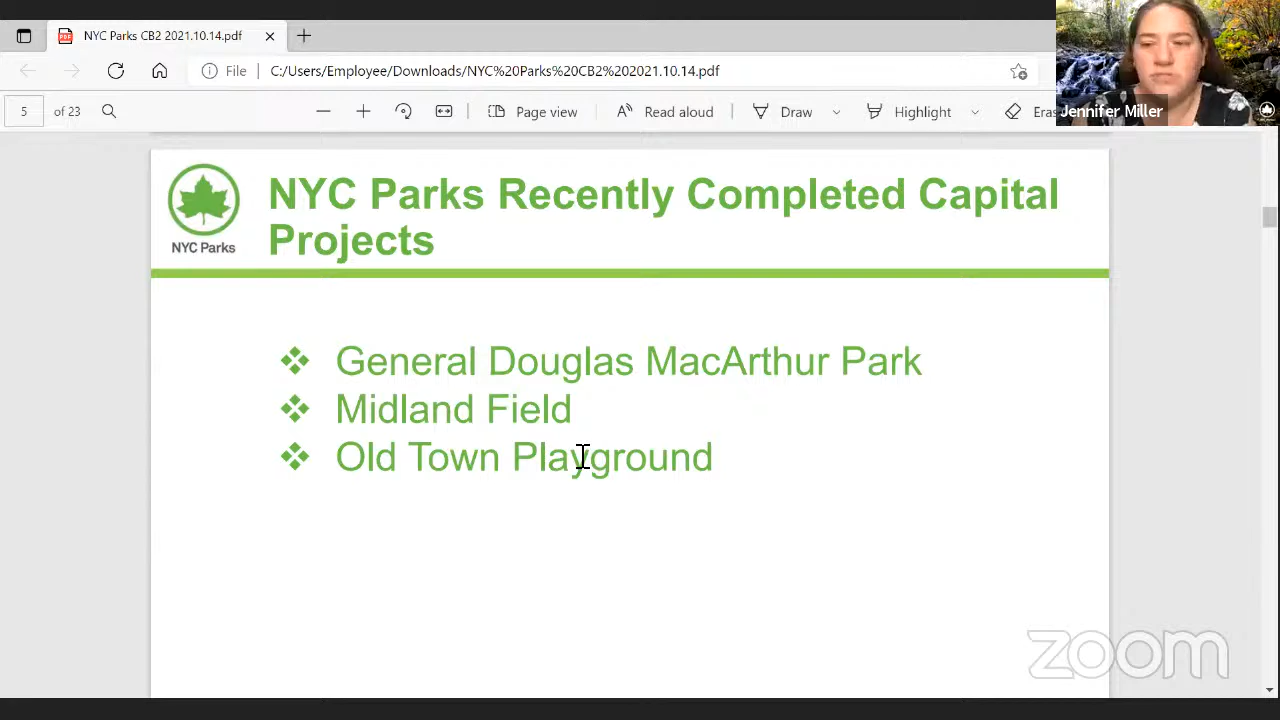 NYC Parks CB2 2021.10.14.pdf
File
C:/Users/Employee/Downloads/NYC%20Parks%20CB2%202021.10.14.pdf
5 of 23
Page view
Read aloud
Draw
Highlight
Eras
Jennifer Miller
NYC Parks
NYC Parks Recently Completed Capital
Projects
General Douglas MacArthur Park
Midland Field
Old Town Playground
zoom